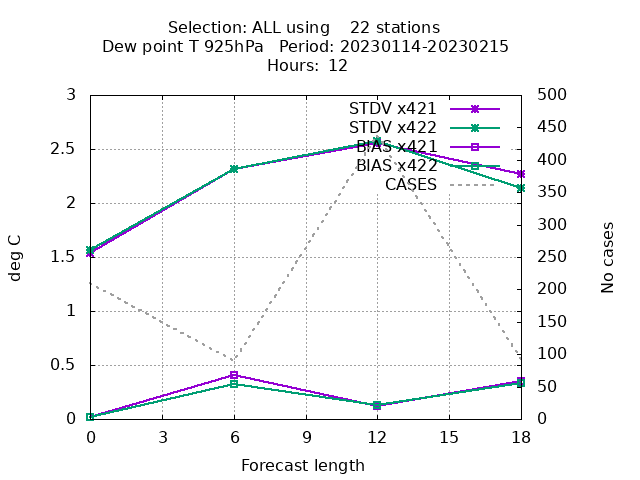 Selection: ALL using    22 stations
Dew point T 925hPa   Period: 20230114-20230215
Hours:  12
3
2.5
2
1.5
1
0.5
0
deg C
STDV x421
STDV x422
BIAS x421
BIAS x422
CASES
500
450
400
350
300
250
200
150
100
50
0
No cases
0 3 6 9 12 15 18
Forecast length